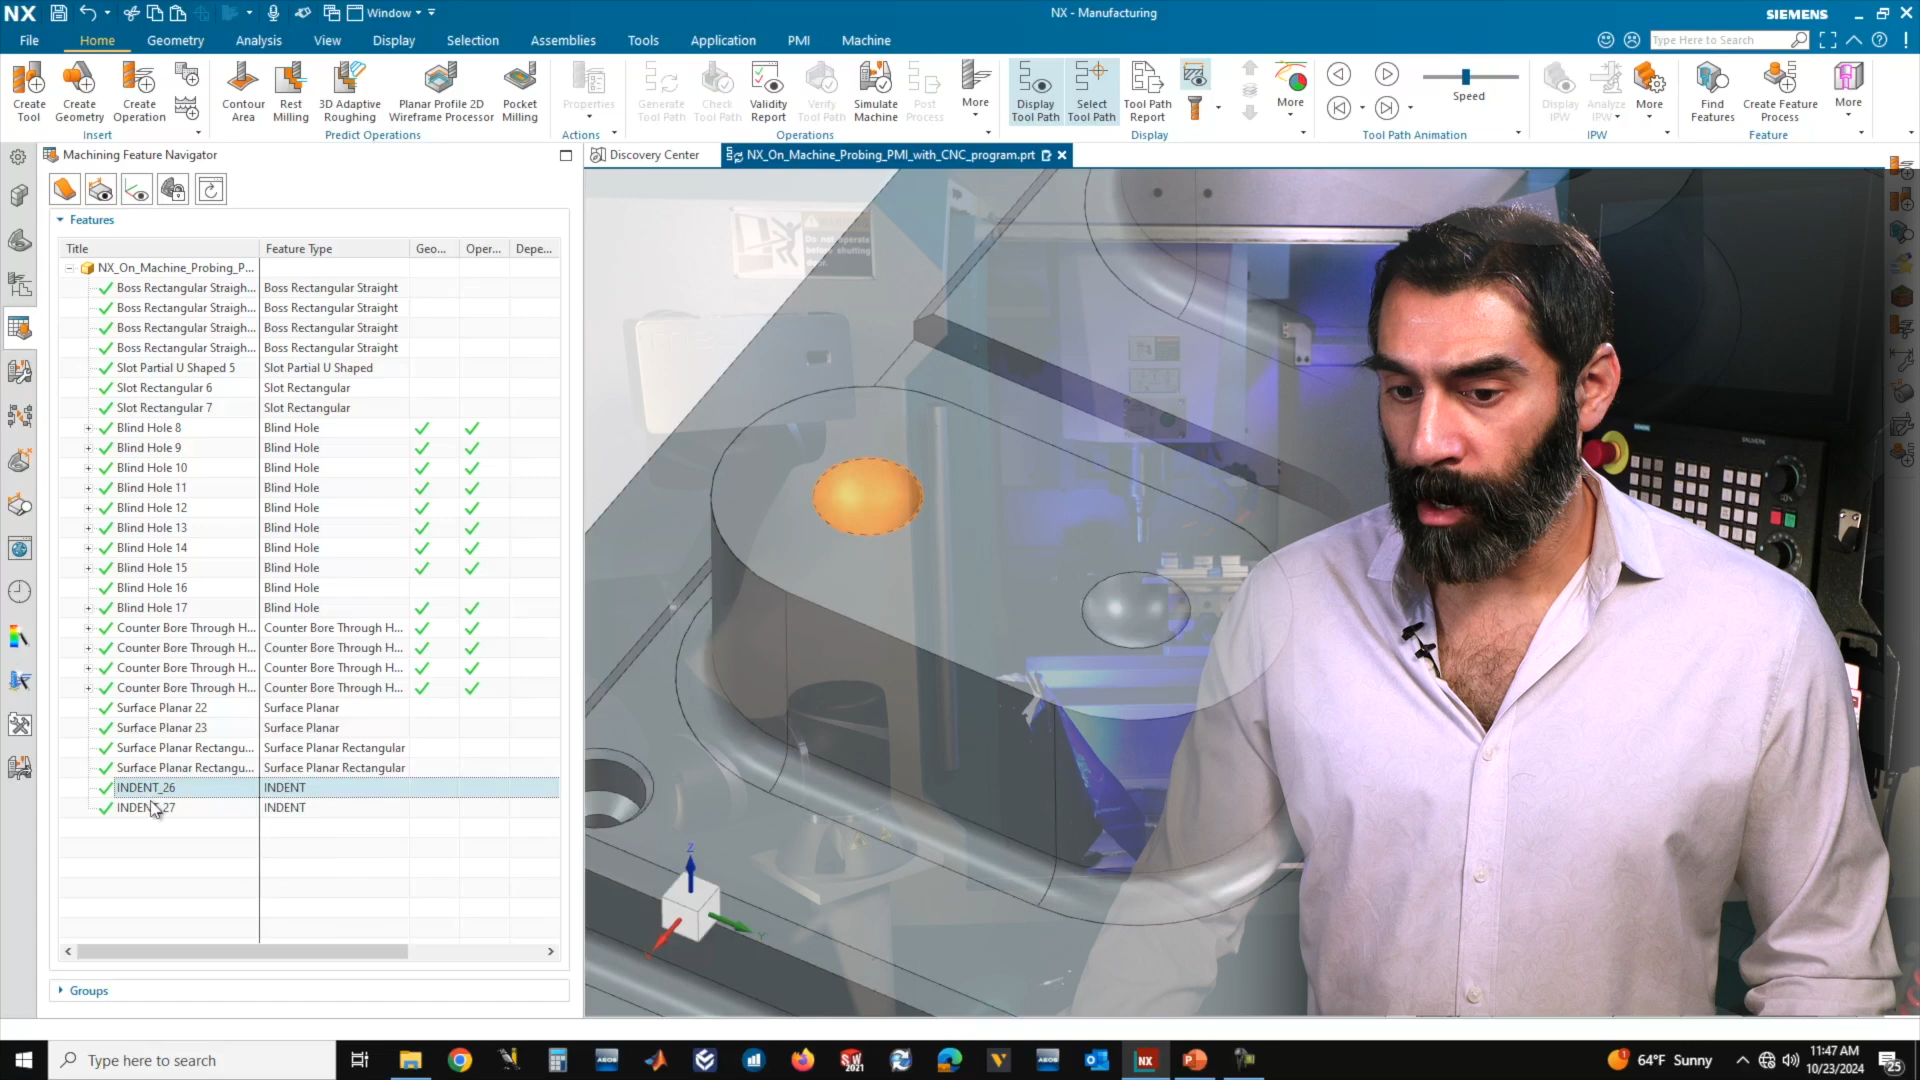 NX
Window
NX - Manufacturing
SIEMENS
File
Home
Geometry
Analysis
View
Display
Selection
Assemblies
Tools
Application
PMI
Machine
Type Here to Search
Create Tool
Create Geometry
Create Operation
Contour Area
Rest Milling
3D Adaptive Roughing
Planar Profile 2D Wireframe Processor
Pocket Milling
Properties
Generate Tool Path
Check Tool Path
Validity Report
Verify Tool Path
Simulate Machine
Post Process
More
Display Tool Path
Select Tool Path
Tool Path Report
More
Speed
Display IPW
Analyze IPW
More
Find Features
Create Feature Process
More
Insert
Predict Operations
Actions
Operations
Display
Tool Path Animation
IPW
Feature
Machining Feature Navigator
Discovery Center
NX_On_Machine_Probing_PMI_with_CNC_program.prt
Features
Title Feature Type Geo... Oper... Depe...
NX_On_Machine_Probing_P...
Boss Rectangular Straigh... Boss Rectangular Straight
Boss Rectangular Straigh... Boss Rectangular Straight
Boss Rectangular Straigh... Boss Rectangular Straight
Boss Rectangular Straigh... Boss Rectangular Straight
Slot Partial U Shaped 5 Slot Partial U Shaped
Slot Rectangular 6 Slot Rectangular
Slot Rectangular 7 Slot Rectangular
Blind Hole 8 Blind Hole
Blind Hole 9 Blind Hole
Blind Hole 10 Blind Hole
Blind Hole 11 Blind Hole
Blind Hole 12 Blind Hole
Blind Hole 13 Blind Hole
Blind Hole 14 Blind Hole
Blind Hole 15 Blind Hole
Blind Hole 16 Blind Hole
Blind Hole 17 Blind Hole
Counter Bore Through H... Counter Bore Through H...
Counter Bore Through H... Counter Bore Through H...
Counter Bore Through H... Counter Bore Through H...
Counter Bore Through H... Counter Bore Through H...
Surface Planar 22 Surface Planar
Surface Planar 23 Surface Planar
Surface Planar Rectangu... Surface Planar Rectangular
Surface Planar Rectangu... Surface Planar Rectangular
INDENT_26 INDENT
INDENT_27 INDENT
Groups
Do not operate
before shutting
door.
Z
Y
Type here to search
64°F Sunny
11:47 AM
10/23/2024
25